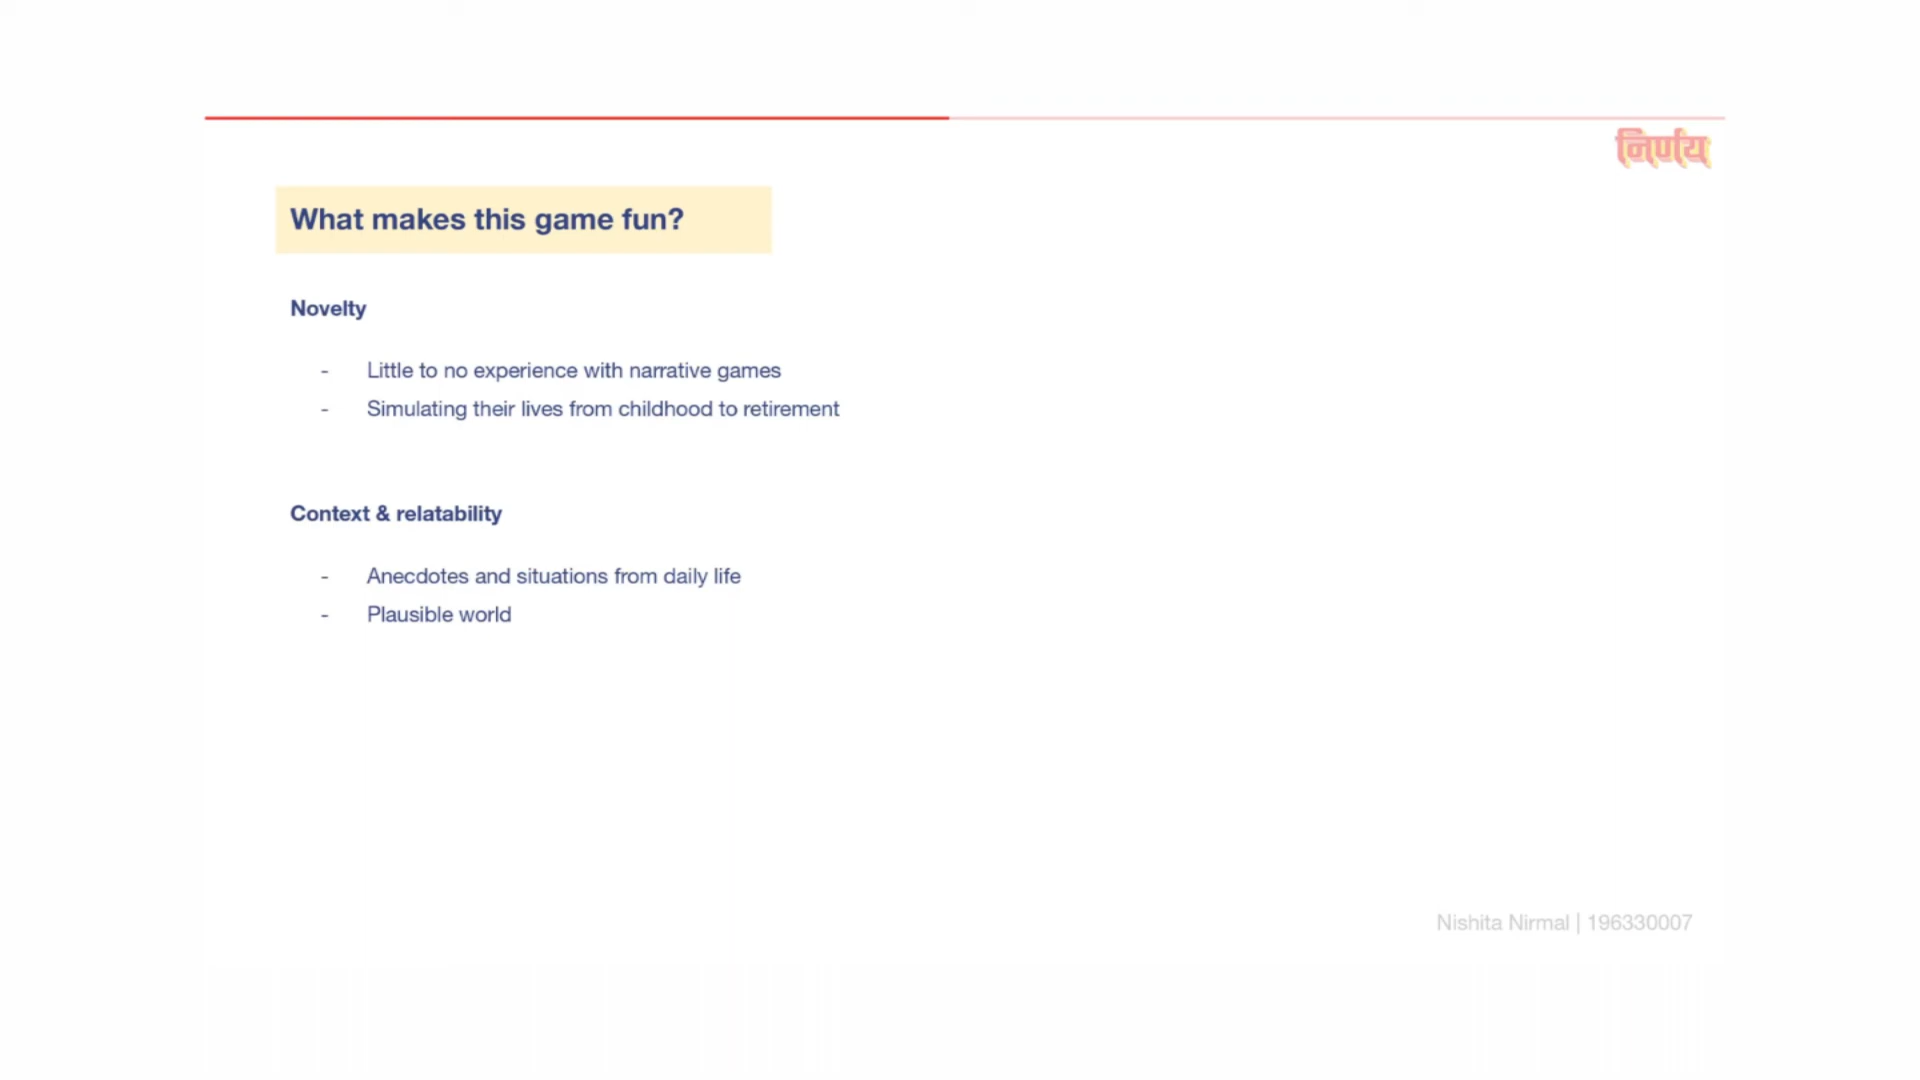 निर्णय
What makes this game fun?
Novelty
- Little to no experience with narrative games
- Simulating their lives from childhood to retirement
Context & relatability
- Anecdotes and situations from daily life
- Plausible world
Nishita Nirmal | 196330007